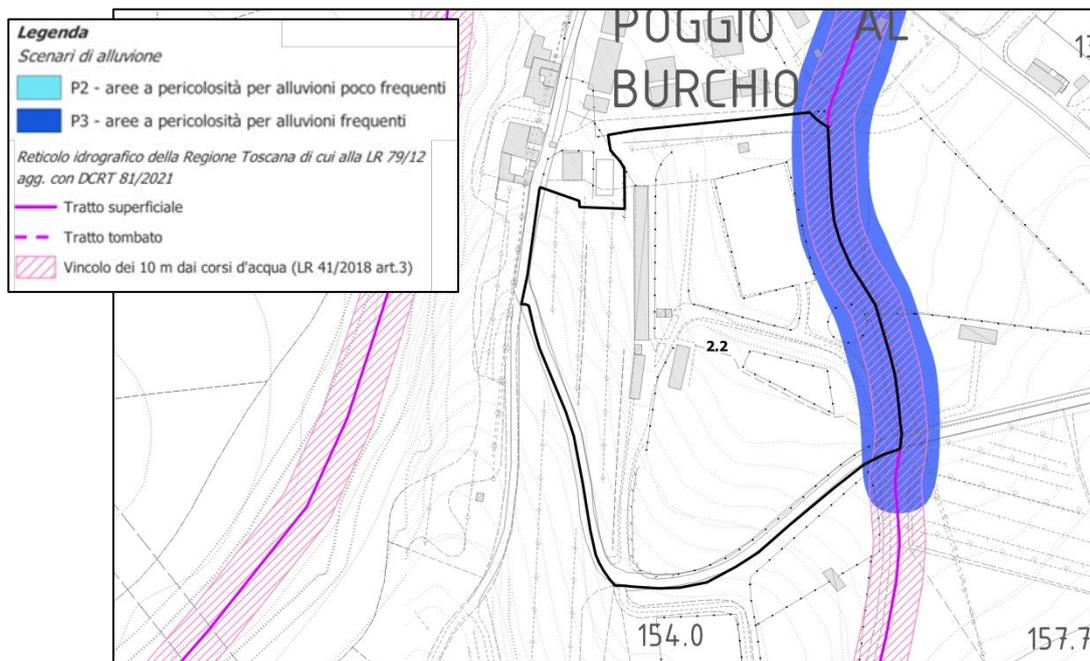 Legenda
Scenari di alluvione
P2 - aree a pericolosità per alluvioni poco frequenti
P3 - aree a pericolosità per alluvioni frequenti
Reticolo idrografico della Regione Toscana di cui alla LR 79/12
agg. con DCRT 81/2021
Tratto superficiale
Tratto tombato
Vincolo dei 10 m dai corsi d'acqua (LR 41/2018 art.3)
POGGIO AL
BURCHIO
13
2.2
154.0
157.7